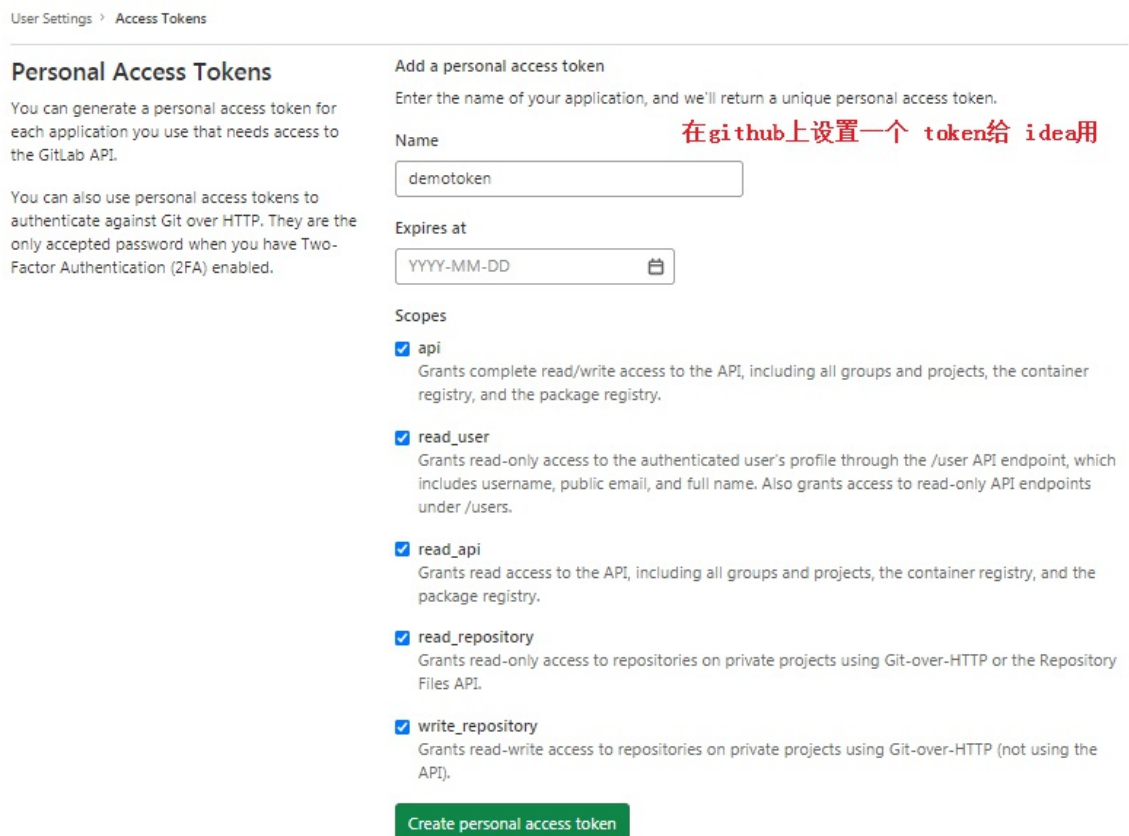 User Settings > Access Tokens
Personal Access Tokens
You can generate a personal access token for
each application you use that needs access to
the GitLab API.
You can also use personal access tokens to
authenticate against Git over HTTP. They are the
only accepted password when you have Two-
Factor Authentication (2FA) enabled.
Add a personal access token
Enter the name of your application, and we'll return a unique personal access token.
在github上设置一个 token给 idea用
Name
demotoken
Expires at
YYYY-MM-DD
Scopes
api
Grants complete read/write access to the API, including all groups and projects, the container
registry, and the package registry.
read_user
Grants read-only access to the authenticated user's profile through the /user API endpoint, which
includes username, public email, and full name. Also grants access to read-only API endpoints
under /users.
read_api
Grants read access to the API, including all groups and projects, the container registry, and the
package registry.
read_repository
Grants read-only access to repositories on private projects using Git-over-HTTP or the Repository
Files API.
write_repository
Grants read-write access to repositories on private projects using Git-over-HTTP (not using the
API).
Create personal access token